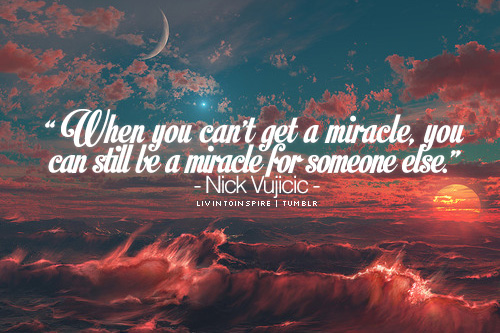 “When you can't get a miracle, you
can still be a miracle for someone else.”
- Nick Vujicic -
LIVINTOINSPIRE | TUMBLR